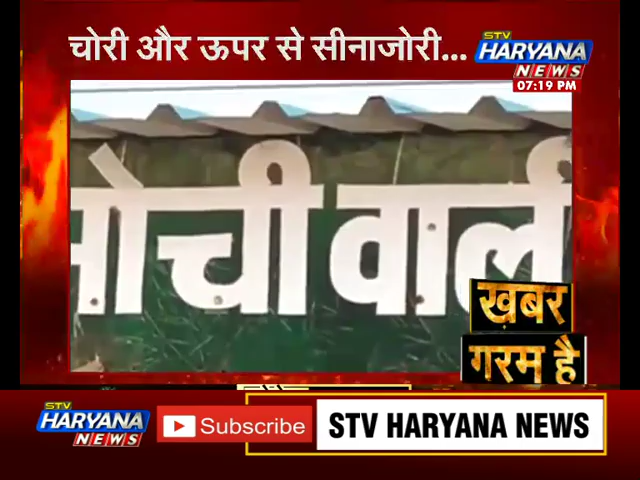 चोरी और ऊपर से सीनाजोरी...
STV
HARYANA
NEWS
07:19 PM
ोची वाल
ख़बर
गरम है
STV
HARYANA
NEWS
Subscribe
STV HARYANA NEWS